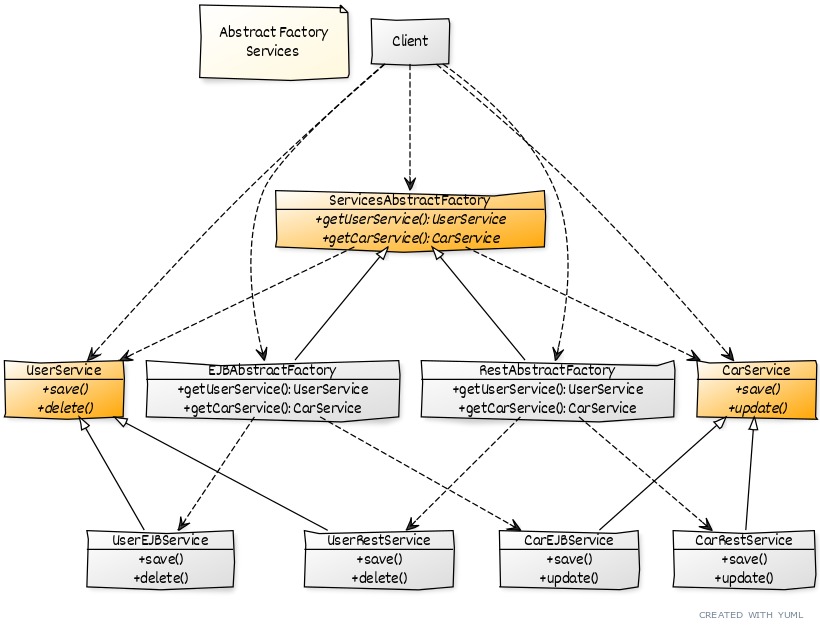 Abstract Factory
Services
Client
ServicesAbstractFactory
+getUserService(): UserService
+getCarService(): CarService
UserService
+save()
+delete()
EJBAbstractFactory
+getUserService(): UserService
+getCarService(): CarService
RestAbstractFactory
+getUserService(): UserService
+getCarService(): CarService
CarService
+save()
+update()
UserEJBService
+save()
+delete()
UserRestService
+save()
+delete()
CarEJBService
+save()
+update()
CarRestService
+save()
+update()
CREATED WITH YUML